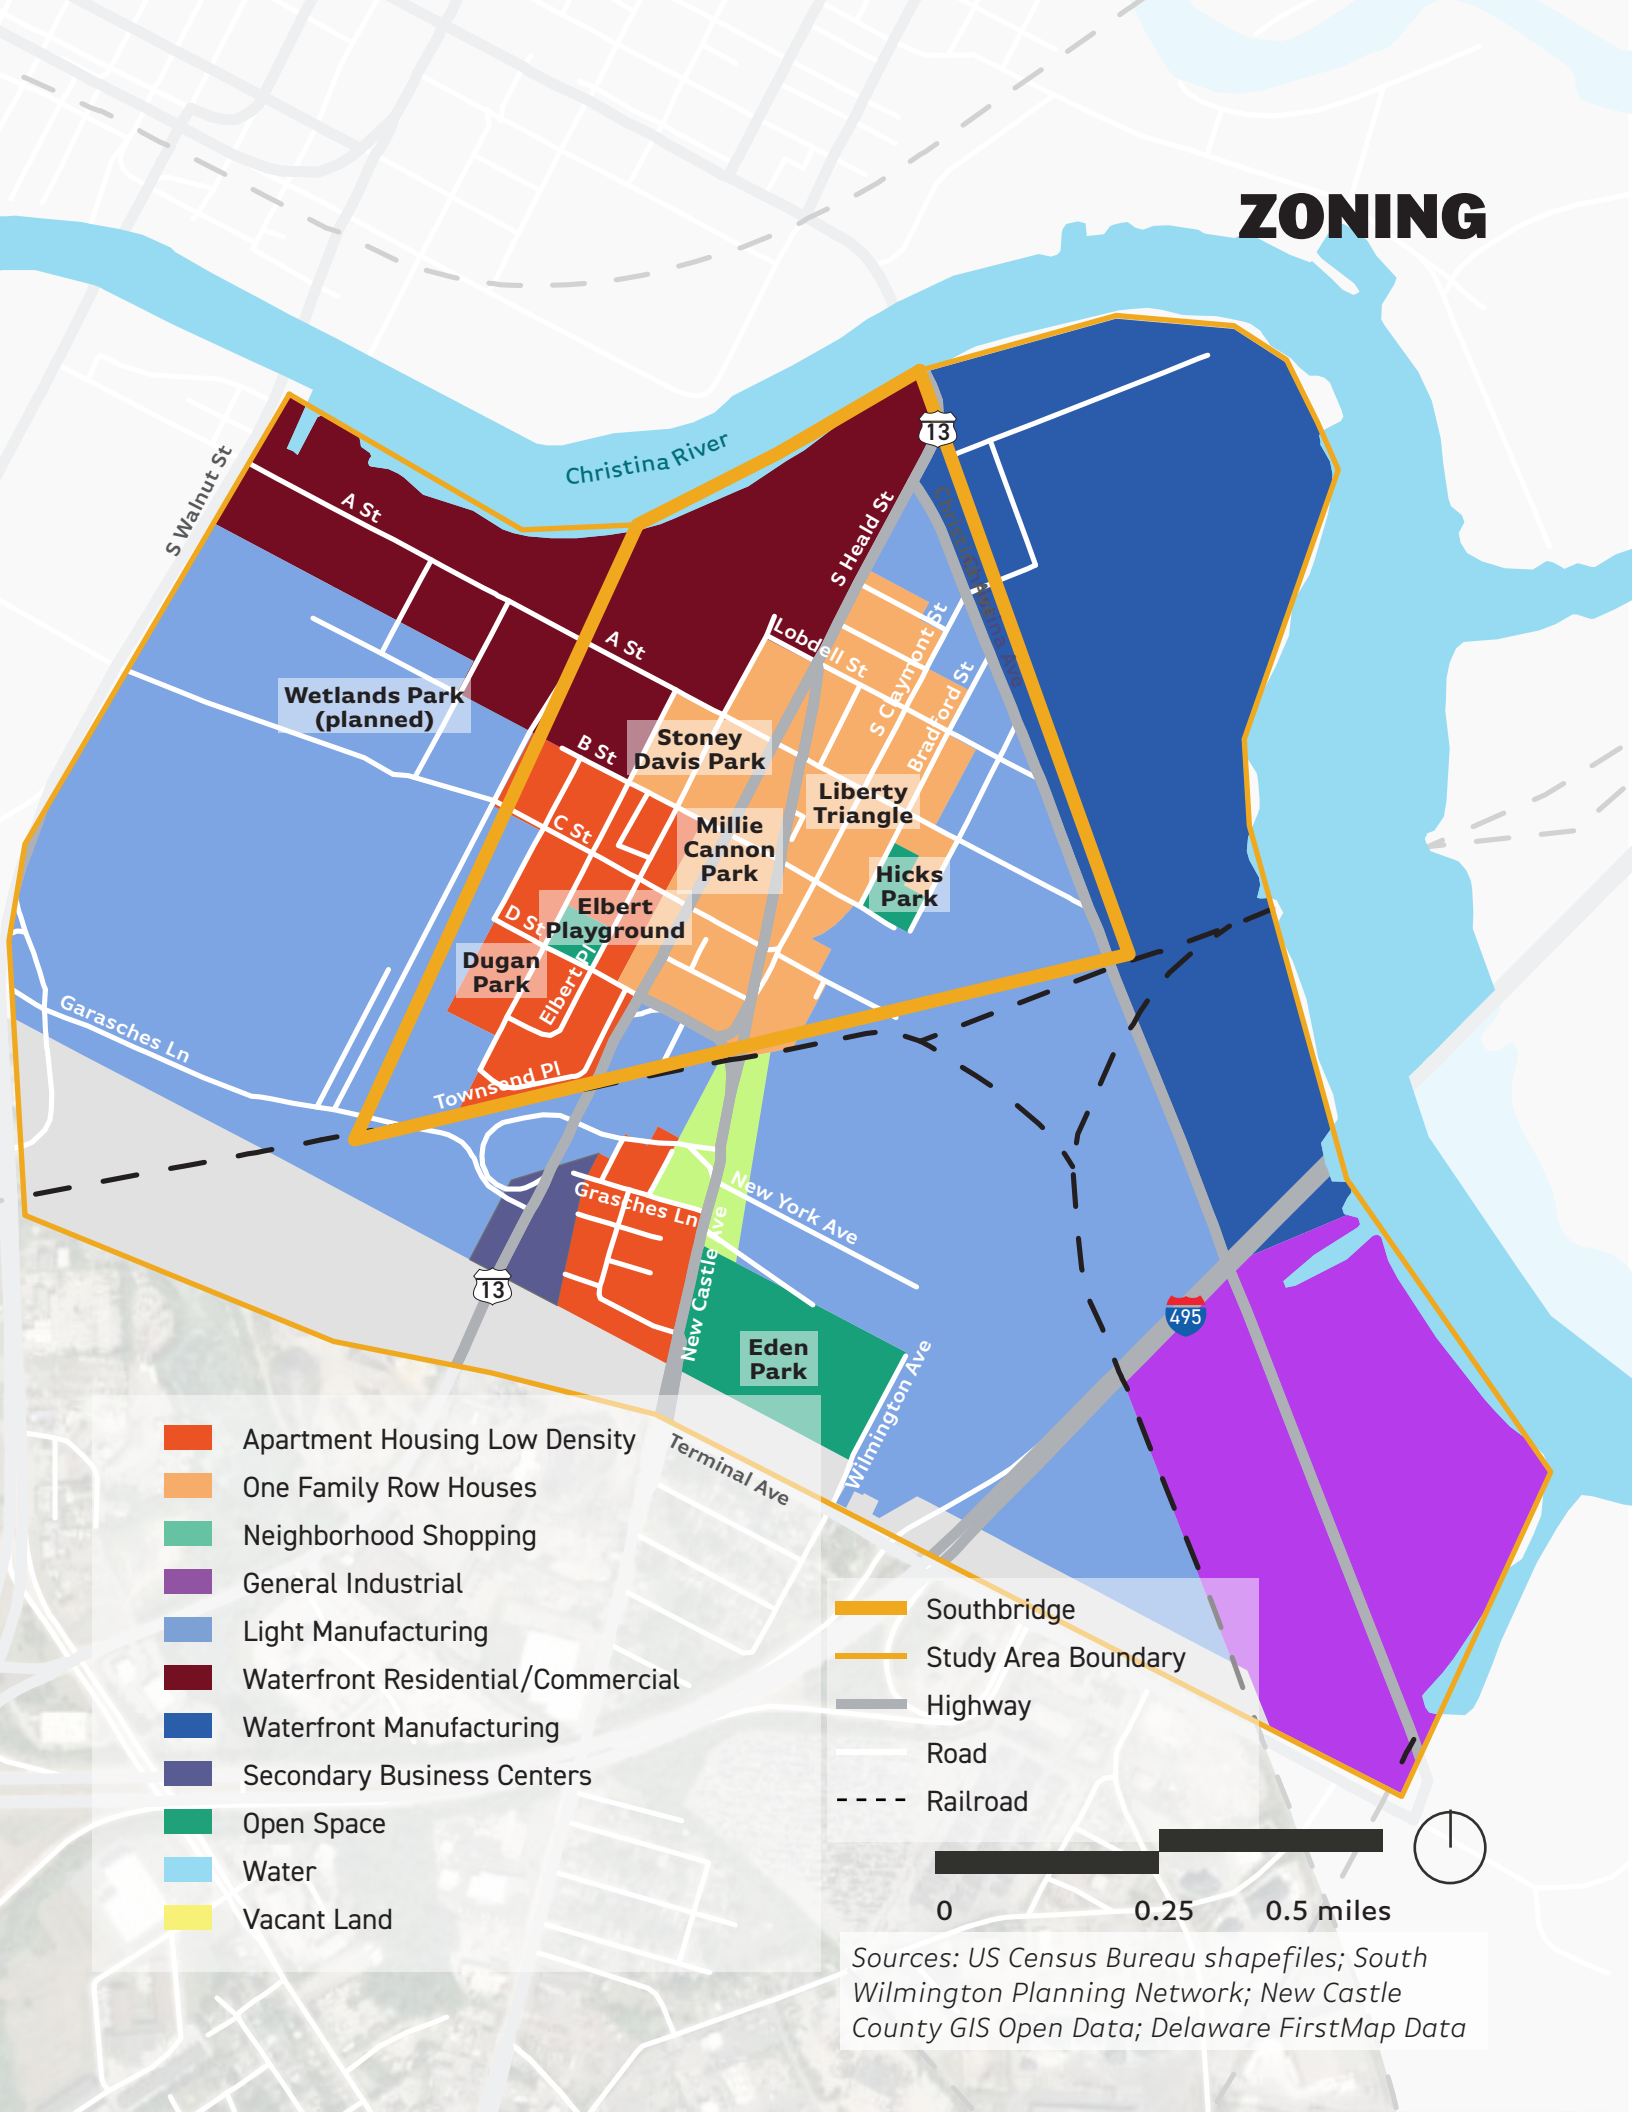 ZONING
Christina River
13
S Walnut St
A St
S Heald St
Christina Ave
Christina Ave
A St
Lobdell St
S Claymont St
Bradford St
Wetlands Park
(planned)
B St
Stoney
Davis Park
Liberty
Triangle
C St
Millie
Cannon
Park
Hicks
Park
D St
Elbert
Playground
Dugan
Park
Elbert Pl
Garasches Ln
Townsend Pl
Grasches Ln
New York Ave
New Castle Ave
13
495
Eden
Park
Wilmington Ave
Terminal Ave
Apartment Housing Low Density
One Family Row Houses
Neighborhood Shopping
General Industrial
Light Manufacturing
Waterfront Residential/Commercial
Waterfront Manufacturing
Secondary Business Centers
Open Space
Water
Vacant Land
Southbridge
Study Area Boundary
Highway
Road
Railroad
0 0.25 0.5 miles
Sources: US Census Bureau shapefiles; South
Wilmington Planning Network; New Castle
County GIS Open Data; Delaware FirstMap Data